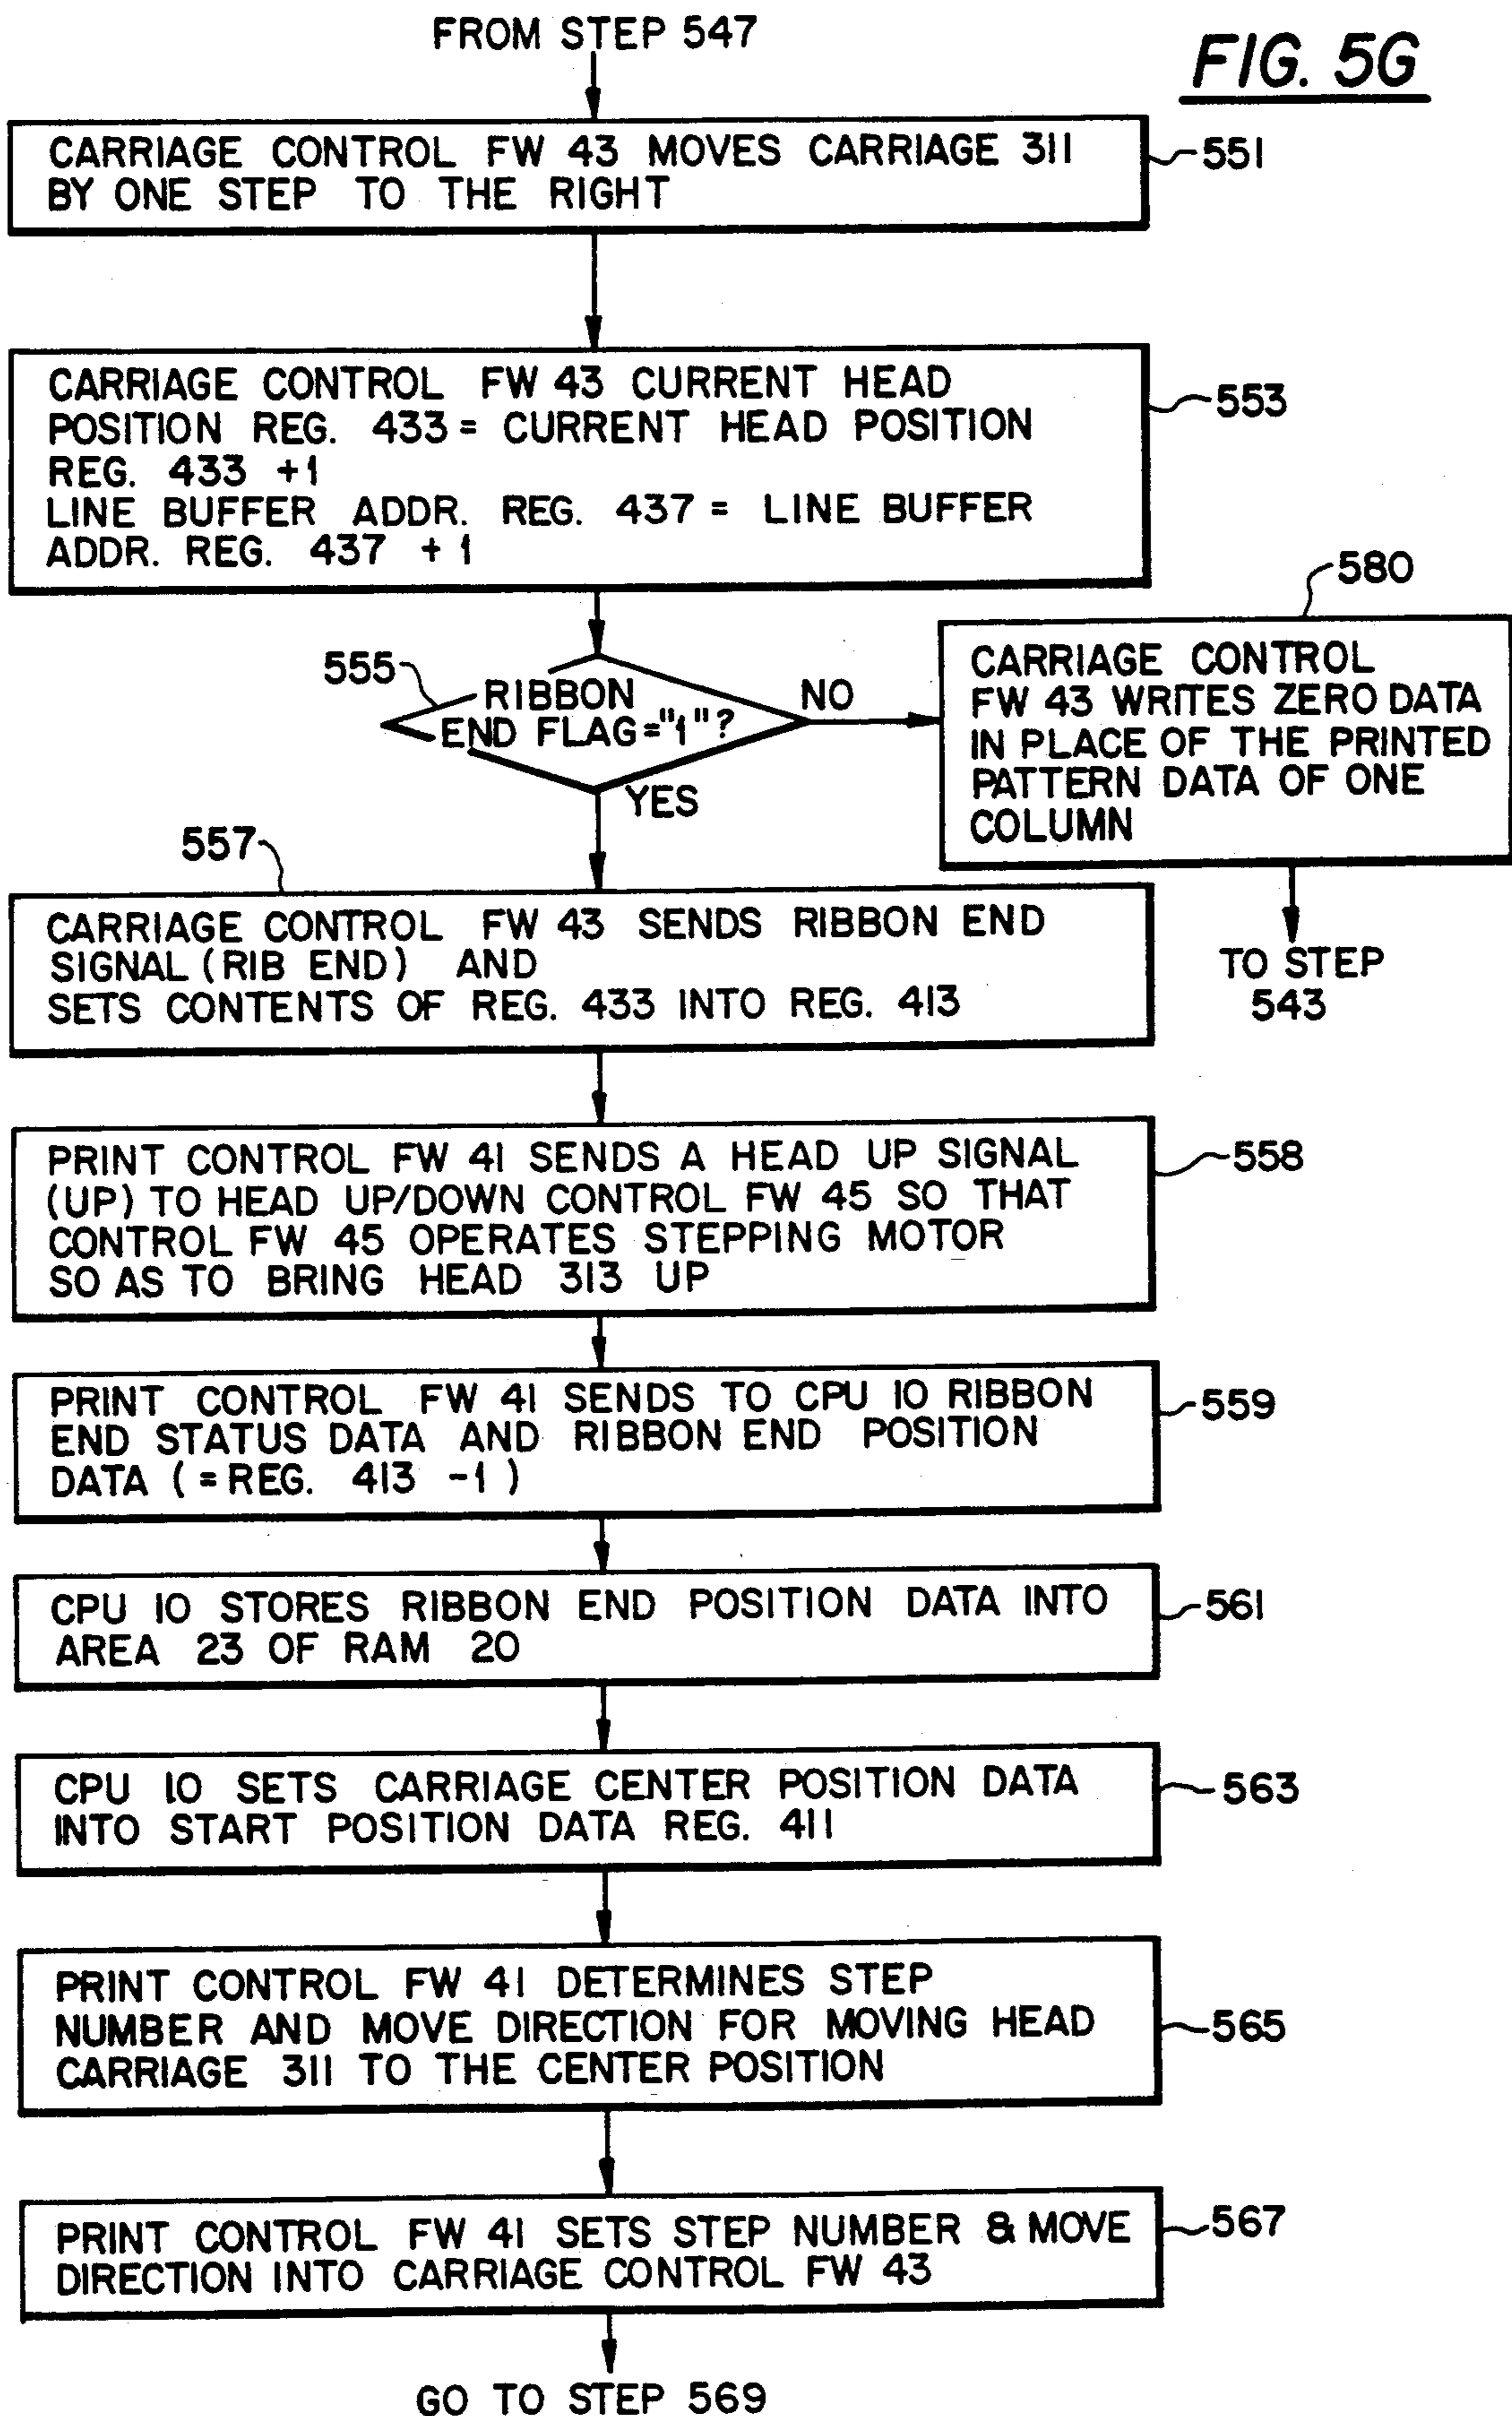 FROM STEP 547
FIG. 5G
CARRIAGE CONTROL FW 43 MOVES CARRIAGE 311
BY ONE STEP TO THE RIGHT
551
CARRIAGE CONTROL FW 43 CURRENT HEAD
POSITION REG. 433 = CURRENT HEAD POSITION
REG. 433 +1
LINE BUFFER ADDR. REG. 437 = LINE BUFFER
ADDR. REG. 437 + 1
553
555
RIBBON
END FLAG="1"?
NO
YES
580
CARRIAGE CONTROL
FW 43 WRITES ZERO DATA
IN PLACE OF THE PRINTED
PATTERN DATA OF ONE
COLUMN
TO STEP
543
557
CARRIAGE CONTROL FW 43 SENDS RIBBON END
SIGNAL (RIB END) AND
SETS CONTENTS OF REG. 433 INTO REG. 413
PRINT CONTROL FW 41 SENDS A HEAD UP SIGNAL
(UP) TO HEAD UP/DOWN CONTROL FW 45 SO THAT
CONTROL FW 45 OPERATES STEPPING MOTOR
SO AS TO BRING HEAD 313 UP
558
PRINT CONTROL FW 41 SENDS TO CPU 10 RIBBON
END STATUS DATA AND RIBBON END POSITION
DATA ( = REG. 413 -1 )
559
CPU 10 STORES RIBBON END POSITION DATA INTO
AREA 23 OF RAM 20
561
CPU 10 SETS CARRIAGE CENTER POSITION DATA
INTO START POSITION DATA REG. 411
563
PRINT CONTROL FW 41 DETERMINES STEP
NUMBER AND MOVE DIRECTION FOR MOVING HEAD
CARRIAGE 311 TO THE CENTER POSITION
565
PRINT CONTROL FW 41 SETS STEP NUMBER & MOVE
DIRECTION INTO CARRIAGE CONTROL FW 43
567
GO TO STEP 569